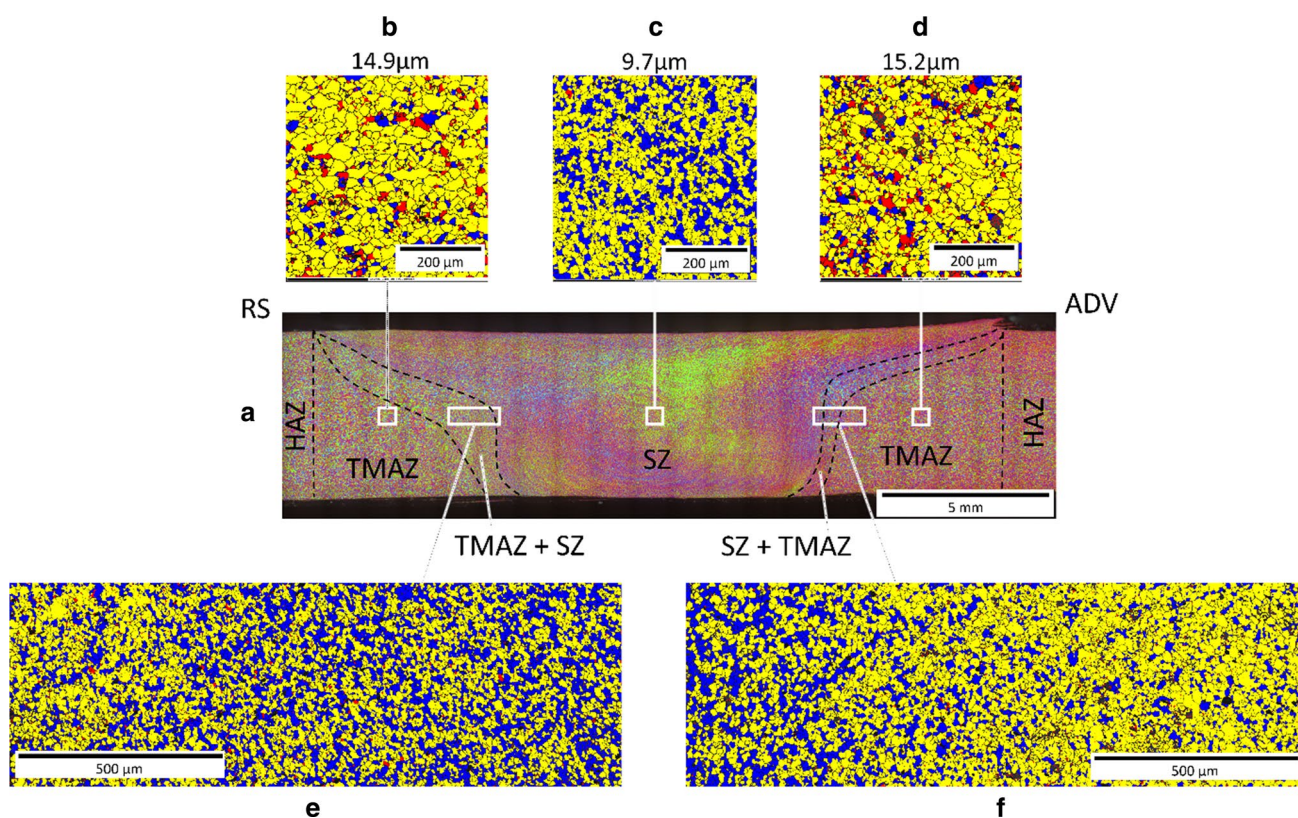 b
c
d
14.9µm
9.7µm
15.2µm
200 µm
200 µm
200 µm
RS
ADV
a
HAZ
TMAZ
SZ
TMAZ
HAZ
5 mm
TMAZ + SZ
SZ + TMAZ
500 µm
500 µm
e
f